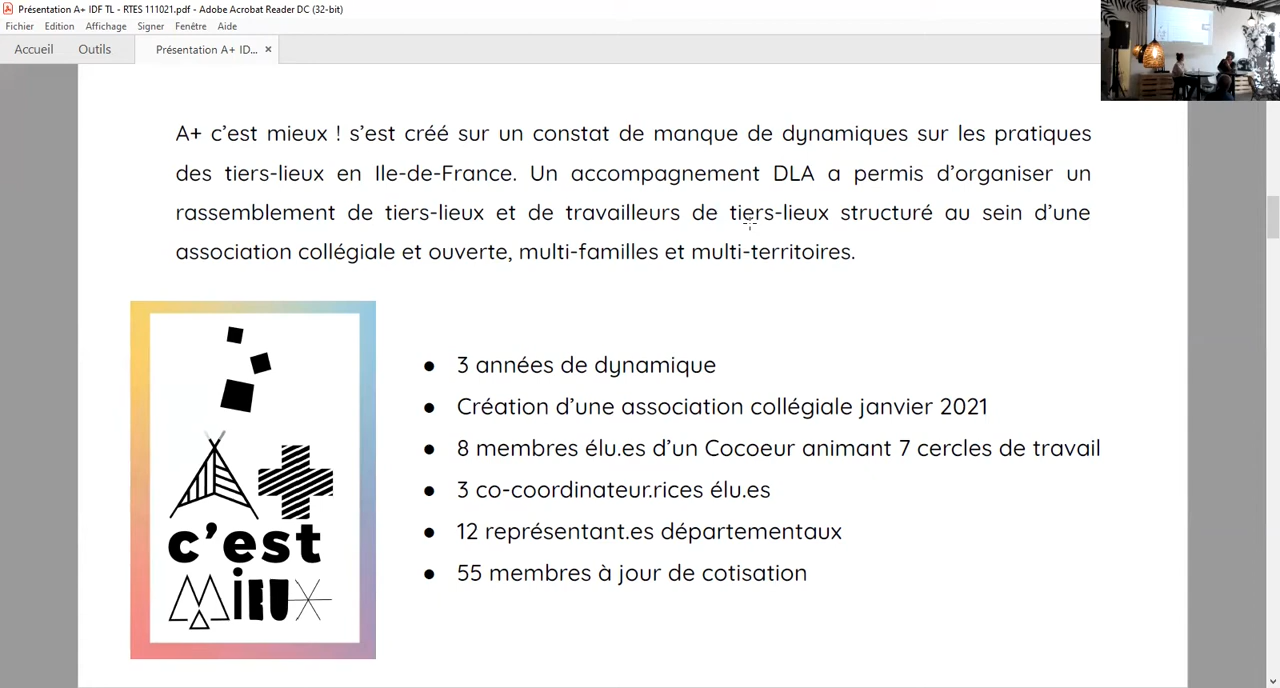 Présentation A+ IDF TL - RTES 111021.pdf - Adobe Acrobat Reader DC (32-bit)
Fichier Edition Affichage Signer Fenêtre Aide
Accueil Outils Présentation A+ ID... ×
A+ c’est mieux ! s’est créé sur un constat de manque de dynamiques sur les pratiques
des tiers-lieux en Ile-de-France. Un accompagnement DLA a permis d’organiser un
rassemblement de tiers-lieux et de travailleurs de tiers-lieux structuré au sein d’une
association collégiale et ouverte, multi-familles et multi-territoires.
A+
c’est
MiEUX
● 3 années de dynamique
● Création d’une association collégiale janvier 2021
● 8 membres élu.es d’un Cocoeur animant 7 cercles de travail
● 3 co-coordinateur.rices élu.es
● 12 représentant.es départementaux
● 55 membres à jour de cotisation